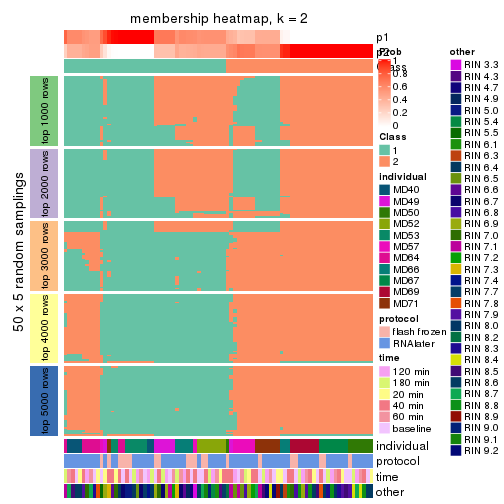 membership heatmap, k = 2
p1
p2
Class
50 x 5 random samplings
top 1000 rows
top 2000 rows
top 3000 rows
top 4000 rows
top 5000 rows
individual
protocol
time
other
Prob
1
0.8
0.6
0.4
0.2
0
Class
1
2
individual
MD40
MD49
MD50
MD52
MD53
MD57
MD64
MD66
MD67
MD69
MD71
protocol
flash frozen
RNAlater
time
120 min
180 min
20 min
40 min
60 min
baseline
other
RIN 3.3
RIN 4.3
RIN 4.7
RIN 4.9
RIN 5.0
RIN 5.4
RIN 5.5
RIN 6.1
RIN 6.3
RIN 6.4
RIN 6.5
RIN 6.6
RIN 6.7
RIN 6.8
RIN 6.9
RIN 7.0
RIN 7.1
RIN 7.2
RIN 7.3
RIN 7.4
RIN 7.7
RIN 7.8
RIN 7.9
RIN 8.0
RIN 8.2
RIN 8.3
RIN 8.4
RIN 8.5
RIN 8.6
RIN 8.7
RIN 8.8
RIN 8.9
RIN 9.0
RIN 9.1
RIN 9.2